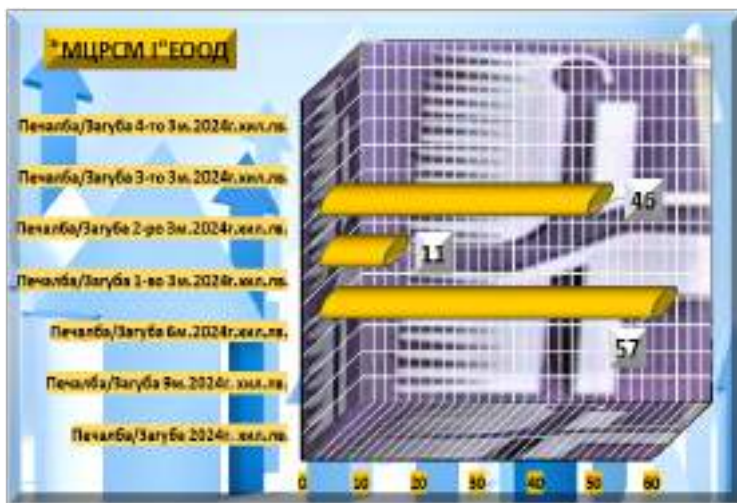 "МЦРСМ I"ЕООД
Печалба/Загуба 4-то 3м.2024г.хил.лв.
Печалба/Загуба 3-то 3м.2024г.хил.лв.
46
Печалба/Загуба 2-ро 3м.2024г.хил.лв.
11
Печалба/Загуба 1-во 3м.2024г.хил.лв.
Печалба/Загуба 6м.2024г.хил.лв.
57
Печалба/Загуба 9м.2024г. хил.лв.
Печалба/Загуба 2024г. хил.лв.
0 10 20 30 40 50 60